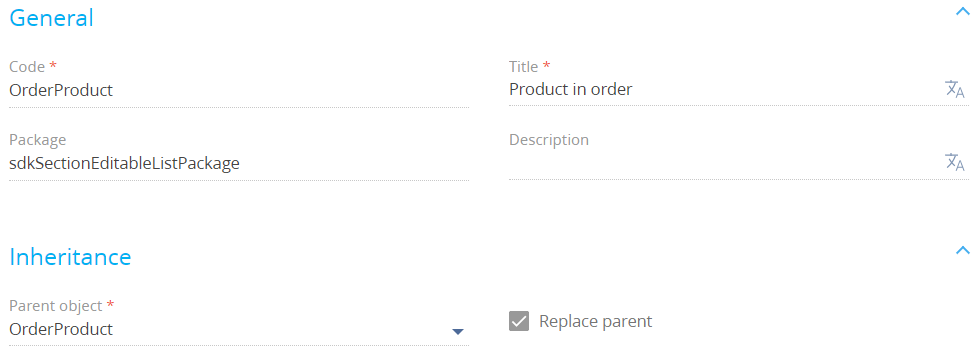 General
Code *
OrderProduct
Title *
Product in order
Package
sdkSectionEditableListPackage
Description
Inheritance
Parent object *
OrderProduct
Replace parent